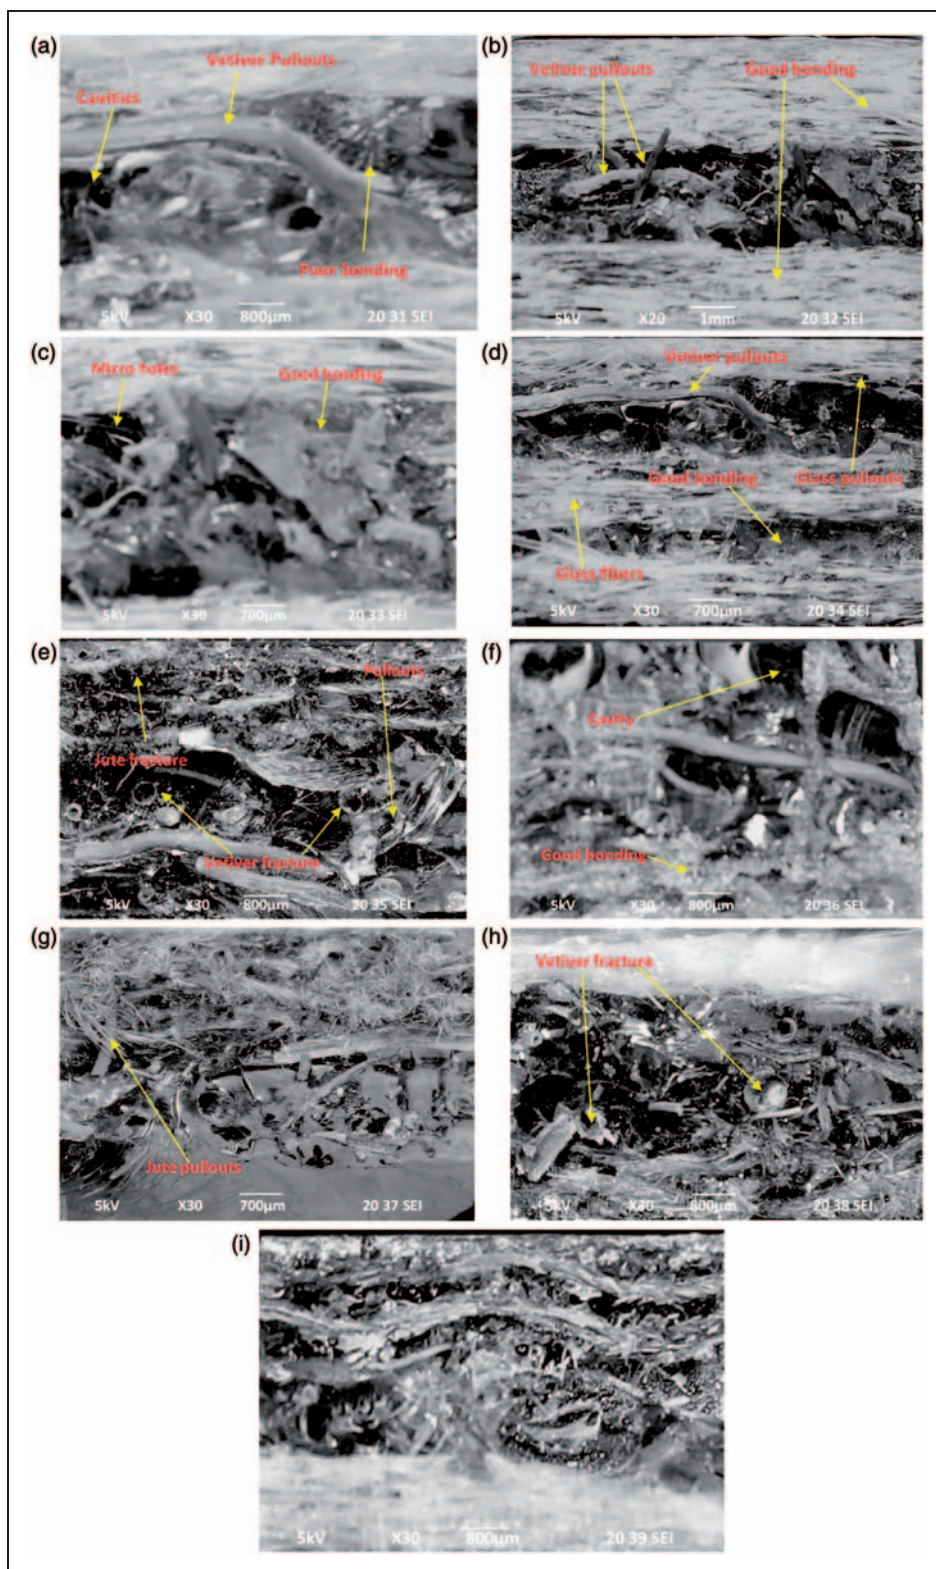 (a)
Vetiver Pullouts
Cavities
Poor bonding
5kV X30 800µm 20 31 SEI
(b)
Vetiver pullouts Good bonding
5kV X20 1mm 20 32 SEI
(c)
Micro holes Good bonding
5kV X30 700µm 20 33 SEI
(d)
Vetiver pullouts
Good bonding Glass pullouts
Glass fibers
5kV X30 700µm 20 34 SEI
(e)
Pullouts
Jute fracture
Vetiver fracture
5kV X30 800µm 20 35 SEI
(f)
Cavity
Good bonding
5kV X30 800µm 20 36 SEI
(g)
Jute pullouts
5kV X30 700µm 20 37 SEI
(h)
Vetiver fracture
5kV X30 800µm 20 38 SEI
(i)
5kV X30 800µm 20 39 SEI